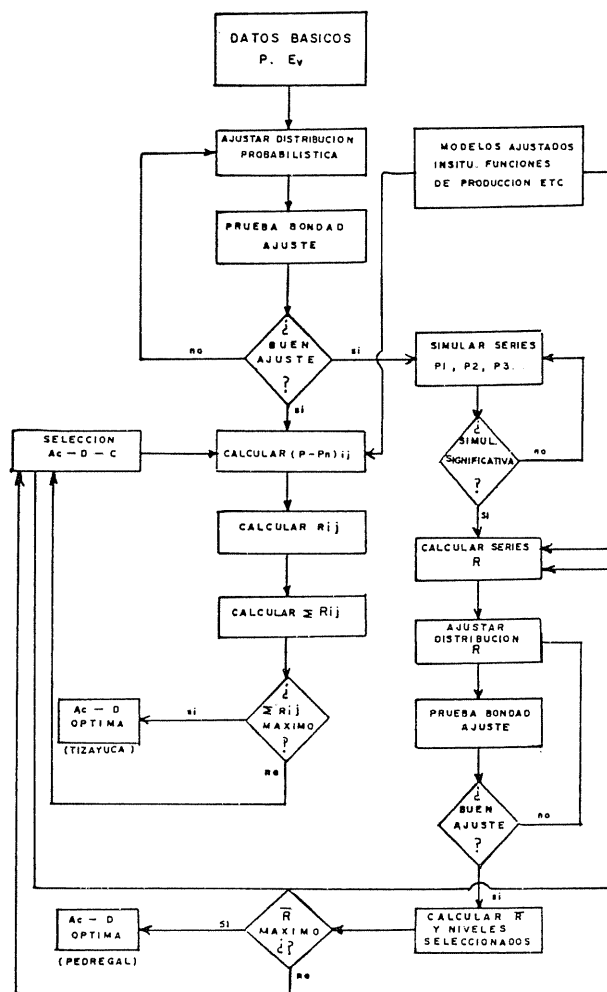 DATOS BASICOS
P. Ev
AJUSTAR DISTRIBUCION
PROBABILISTICA
MODELOS AJUSTADOS
INSITU. FUNCIONES
DE PRODUCCION ETC
PRUEBA BONDAD
AJUSTE
¿
BUEN
AJUSTE
?
no
si
si
SIMULAR SERIES
P1, P2, P3..
¿
SIMUL.
SIGNIFICATIVA
?
no
SI
SELECCION
Ac - D - C
CALCULAR (P-Pn) ij
CALCULAR Rij
CALCULAR Σ Rij
CALCULAR SERIES
R
AJUSTAR
DISTRIBUCION
R
¿
Σ Rij
MAXIMO
?
si
no
Ac - D
OPTIMA
(TIZAYUCA)
PRUEBA BONDAD
AJUSTE
¿
BUEN
AJUSTE
?
no
si
CALCULAR R̅
Y NIVELES
SELECCIONADOS
R̅
MAXIMO
¿?
SI
no
Ac - D
OPTIMA
(PEDREGAL)